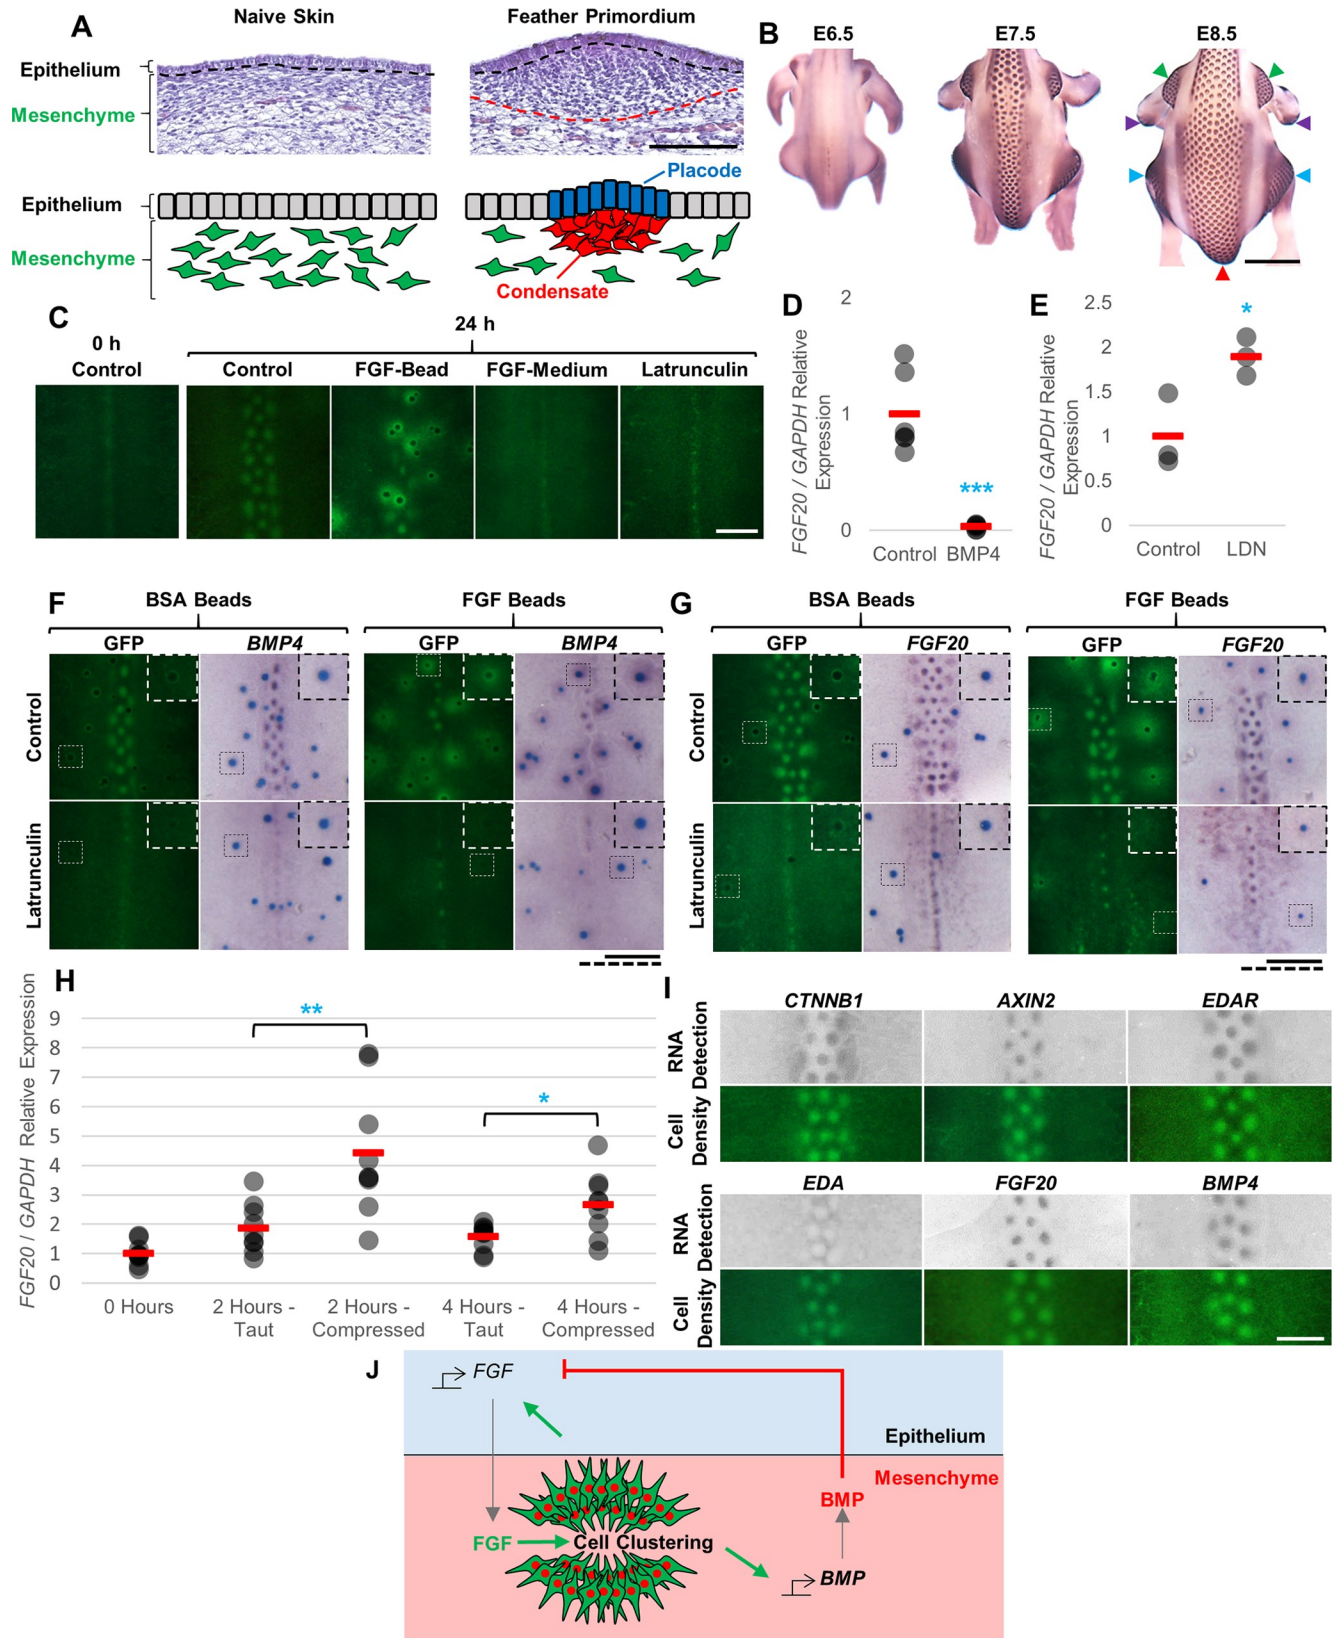 A
Naive Skin
Feather Primordium
Epithelium
Mesenchyme
Placode
Epithelium
Mesenchyme
Condensate
B
E6.5
E7.5
E8.5
C
0 h
Control
24 h
Control
FGF-Bead
FGF-Medium
Latrunculin
D
FGF20 / GAPDH Relative
Expression
2
1
0
***
Control
BMP4
E
FGF20 / GAPDH Relative
Expression
2.5
2
1.5
1
0.5
0
*
Control
LDN
F
BSA Beads
FGF Beads
GFP
BMP4
GFP
BMP4
Control
Latrunculin
G
BSA Beads
FGF Beads
GFP
FGF20
GFP
FGF20
Control
Latrunculin
H
FGF20 / GAPDH Relative Expression
9
8
7
6
5
4
3
2
1
0
**
*
0 Hours
2 Hours -
Taut
2 Hours -
Compressed
4 Hours -
Taut
4 Hours -
Compressed
I
CTNNB1
AXIN2
EDAR
RNA
Detection
Cell
Density
EDA
FGF20
BMP4
RNA
Detection
Cell
Density
J
FGF
Epithelium
Mesenchyme
BMP
FGF
Cell Clustering
BMP